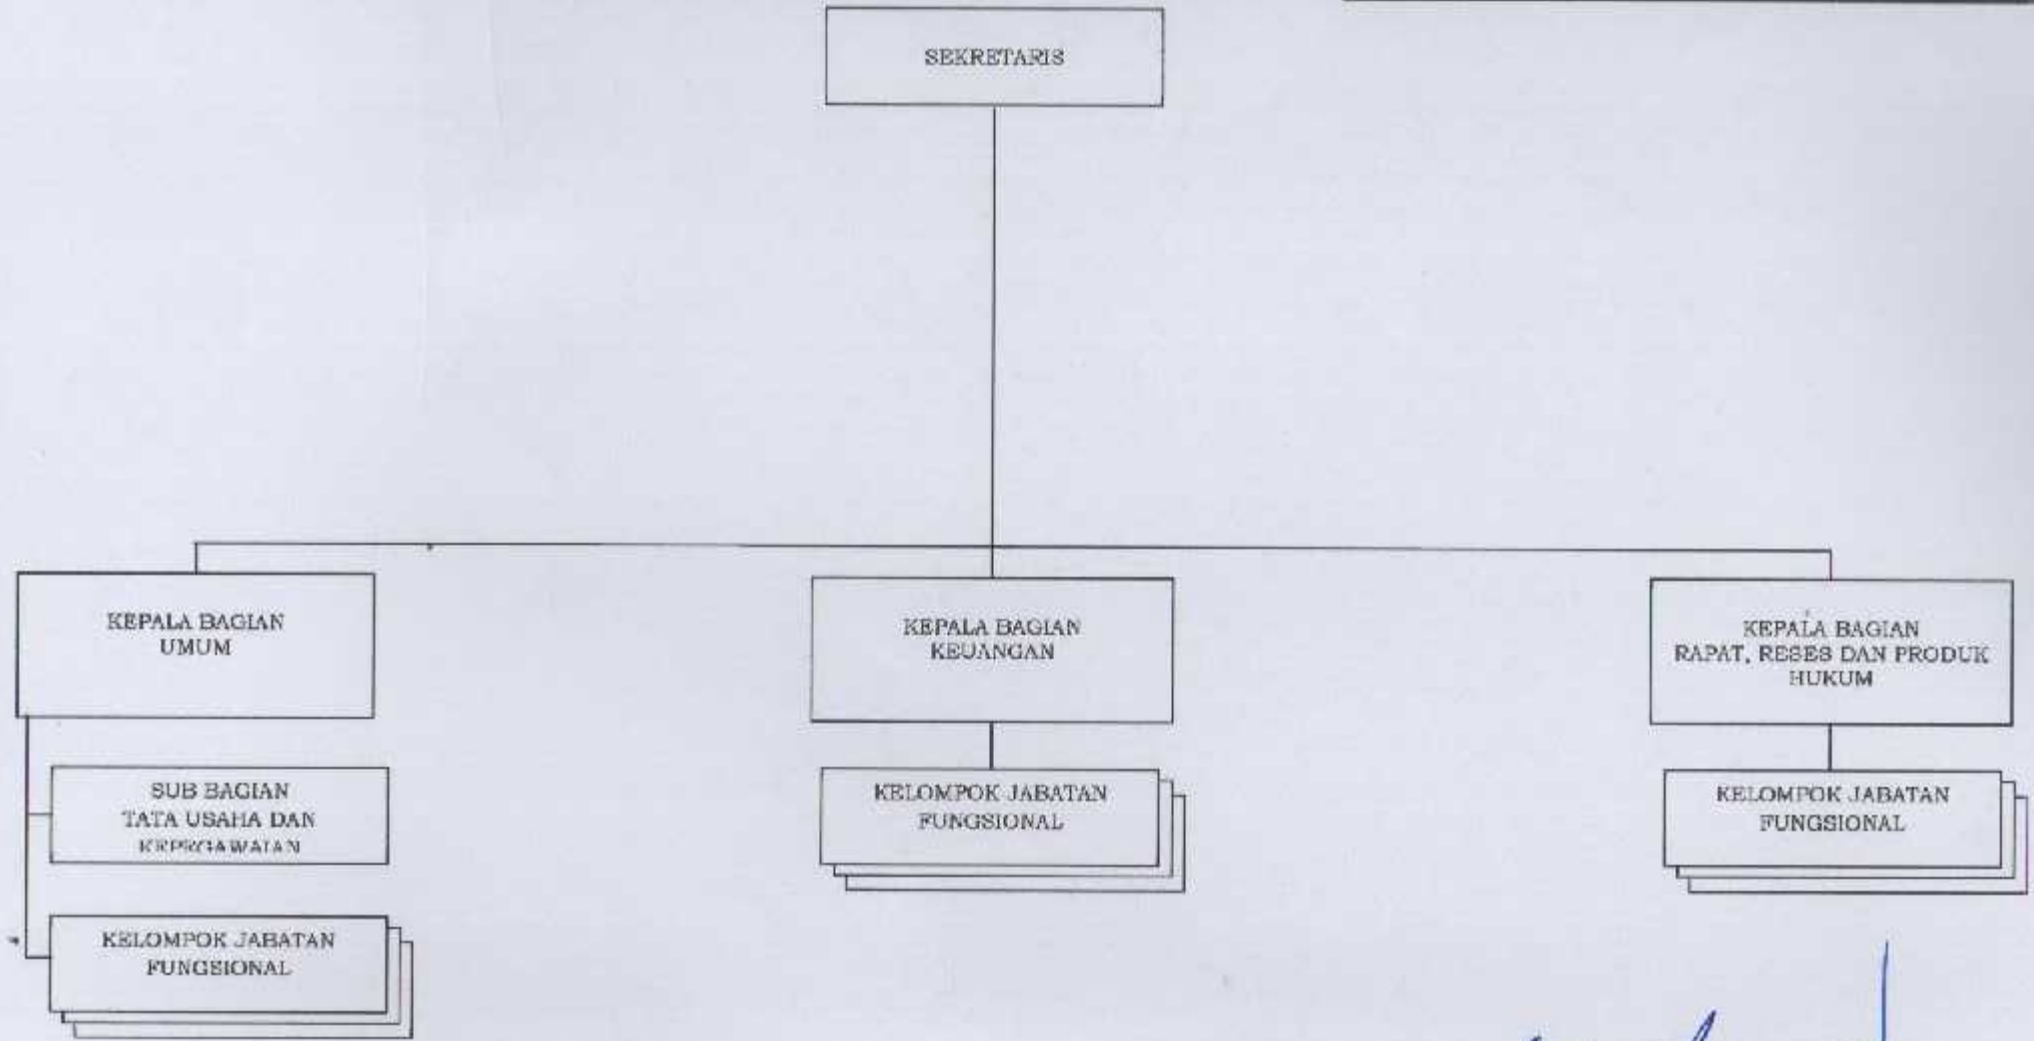 SEKRETARIS
KEPALA BAGIAN
UMUM
KEPALA BAGIAN
KEUANGAN
KEPALA BAGIAN
RAPAT, RESES DAN PRODUK
HUKUM
SUB BAGIAN
TATA USAHA DAN
KEPEGAWAIAN
KELOMPOK JABATAN
FUNGSIONAL
KELOMPOK JABATAN
FUNGSIONAL
KELOMPOK JABATAN
FUNGSIONAL